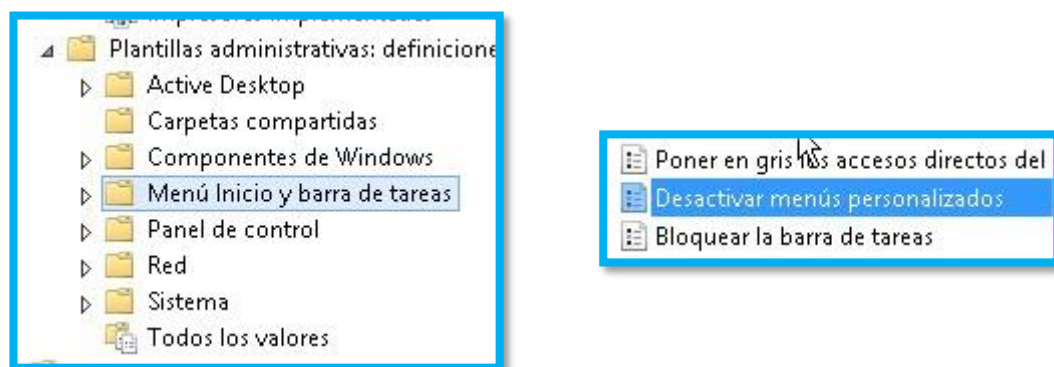 Plantillas administrativas: definicione
Active Desktop
Carpetas compartidas
Componentes de Windows
Menú Inicio y barra de tareas
Panel de control
Red
Sistema
Todos los valores
Poner en gris accesos directos del
Desactivar menús personalizados
Bloquear la barra de tareas